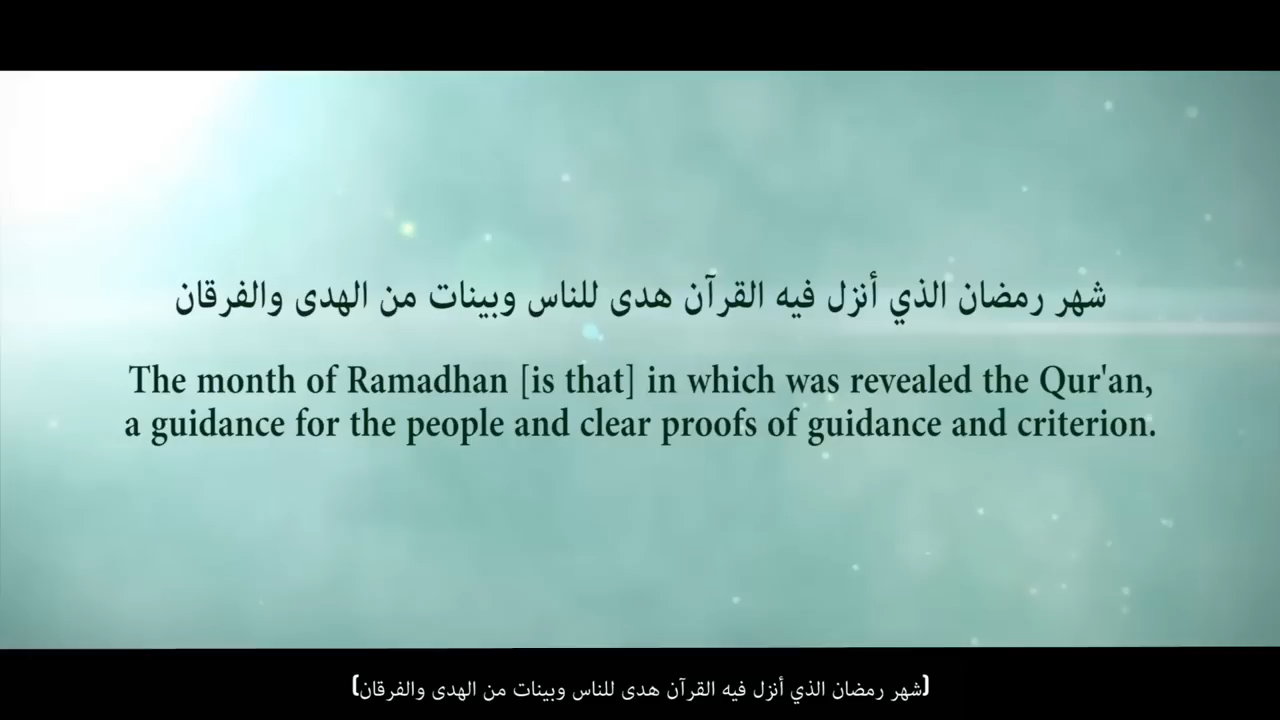 شهر رمضان الذي أنزل فيه القرآن هدى للناس وبينات من الهدى والفرقان
The month of Ramadhan [is that] in which was revealed the Qur'an,
a guidance for the people and clear proofs of guidance and criterion.
(شهر رمضان الذي أنزل فيه القرآن هدى للناس وبينات من الهدى والفرقان)